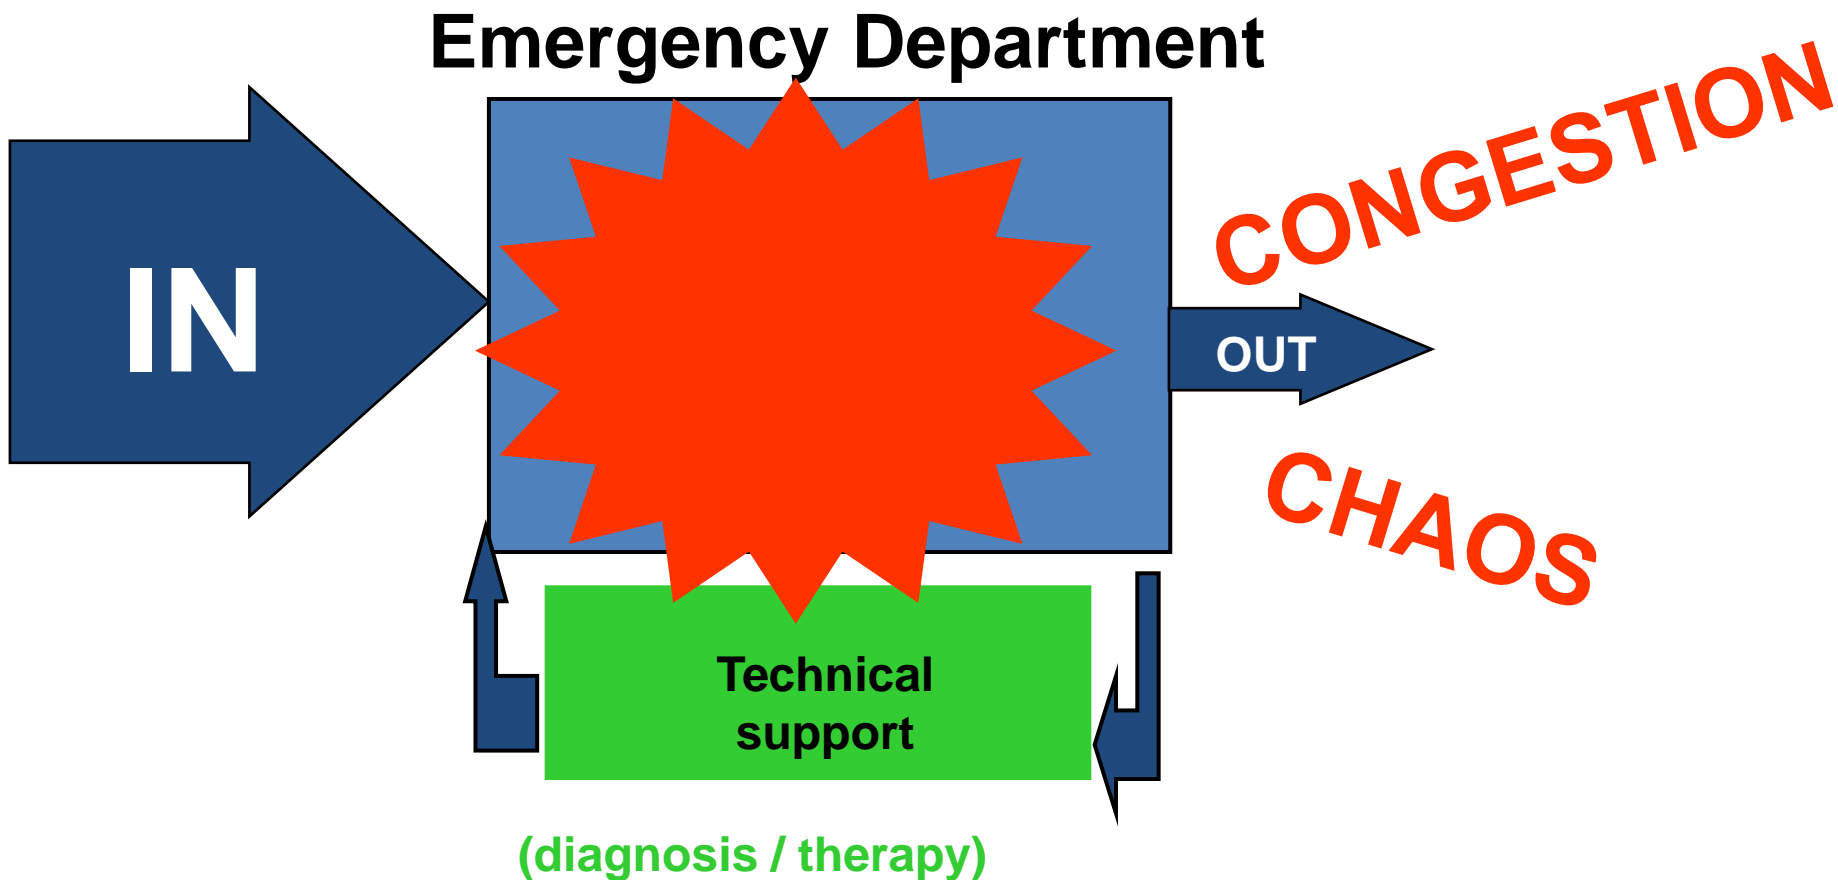 Emergency Department
CONGESTION
IN
OUT
CHAOS
Technical
support
(diagnosis / therapy)